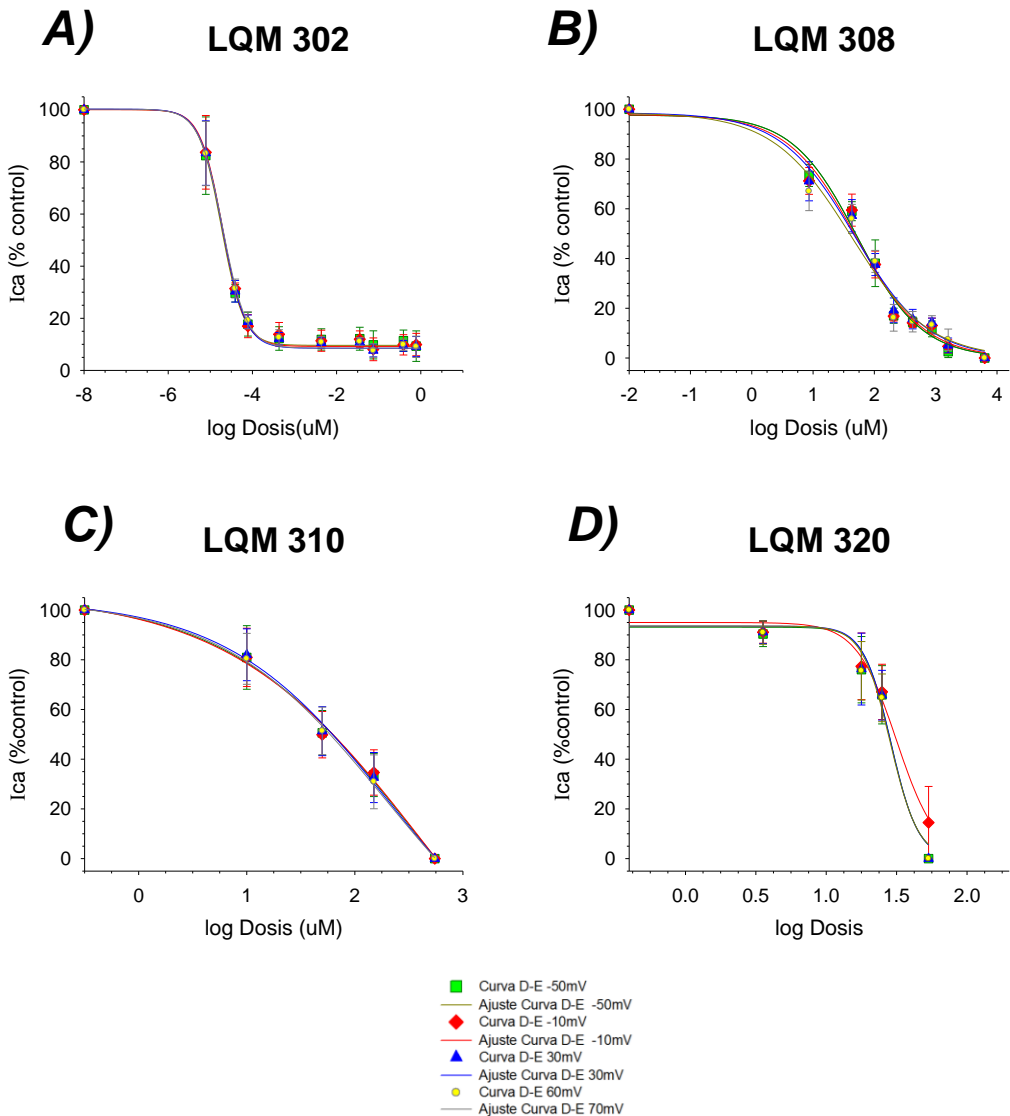 A)
LQM 302
Ica (% control)
100
80
60
40
20
0
-8
-6
-4
-2
0
log Dosis(uM)
B)
LQM 308
Ica (% control)
100
80
60
40
20
0
-2
-1
0
1
2
3
4
log Dosis (uM)
C)
LQM 310
Ica (%control)
100
80
60
40
20
0
0
1
2
3
log Dosis (uM)
D)
LQM 320
Ica (%control)
100
80
60
40
20
0
0.0
0.5
1.0
1.5
2.0
log Dosis
Curva D-E -50mV
Ajuste Curva D-E -50mV
Curva D-E -10mV
Ajuste Curva D-E -10mV
Curva D-E 30mV
Ajuste Curva D-E 30mV
Curva D-E 60mV
Ajuste Curva D-E 70mV